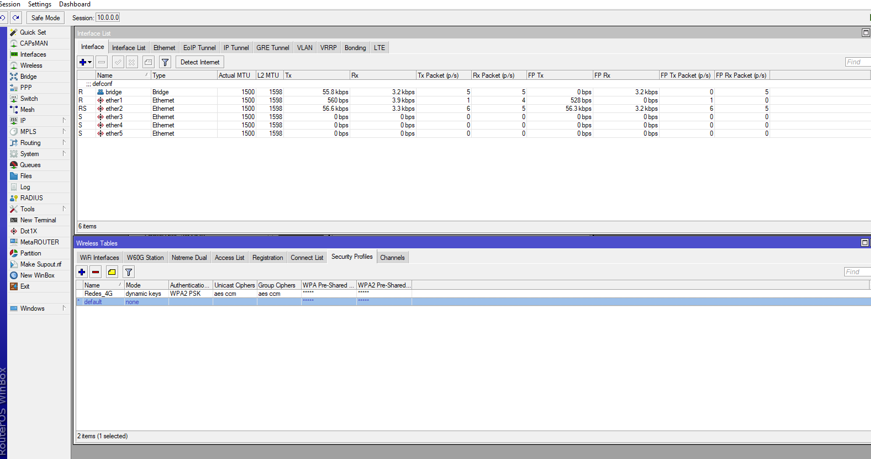 Session Settings Dashboard
Safe Mode Session: 10.0.0.0
Quick Set
CAPsMAN
Interfaces
Wireless
Bridge
PPP
Switch
Mesh
IP
MPLS
Routing
System
Queues
Files
Log
RADIUS
Tools
New Terminal
Dot1X
MetaROUTER
Partition
Make Supout.rif
New WinBox
Exit
Windows
RouterOS WinBox
Interface List
Interface Interface List Ethernet EoIP Tunnel IP Tunnel GRE Tunnel VLAN VRRP Bonding LTE
Detect Internet Find
Name Type Actual MTU L2 MTU Tx Rx Tx Packet (p/s) Rx Packet (p/s) FP Tx FP Rx FP Tx Packet (p/s) FP Rx Packet (p/s)
;;; defconf
R bridge Bridge 1500 1598 55.8 kbps 3.2 kbps 5 5 0 bps 3.2 kbps 0 5
R ether1 Ethernet 1500 1598 560 bps 3.9 kbps 1 4 528 bps 0 bps 1 0
RS ether2 Ethernet 1500 1598 56.6 kbps 3.3 kbps 6 5 56.3 kbps 3.2 kbps 6 5
S ether3 Ethernet 1500 1598 0 bps 0 bps 0 0 0 bps 0 bps 0 0
S ether4 Ethernet 1500 1598 0 bps 0 bps 0 0 0 bps 0 bps 0 0
S ether5 Ethernet 1500 1598 0 bps 0 bps 0 0 0 bps 0 bps 0 0
6 items
Wireless Tables
WiFi Interfaces W60G Station Nstreme Dual Access List Registration Connect List Security Profiles Channels
Find
Name Mode Authenticatio... Unicast Ciphers Group Ciphers WPA Pre-Shared ... WPA2 Pre-Shared...
Redes_4G dynamic keys WPA2 PSK aes ccm aes ccm ***** *****
* default none ***** *****
2 items (1 selected)